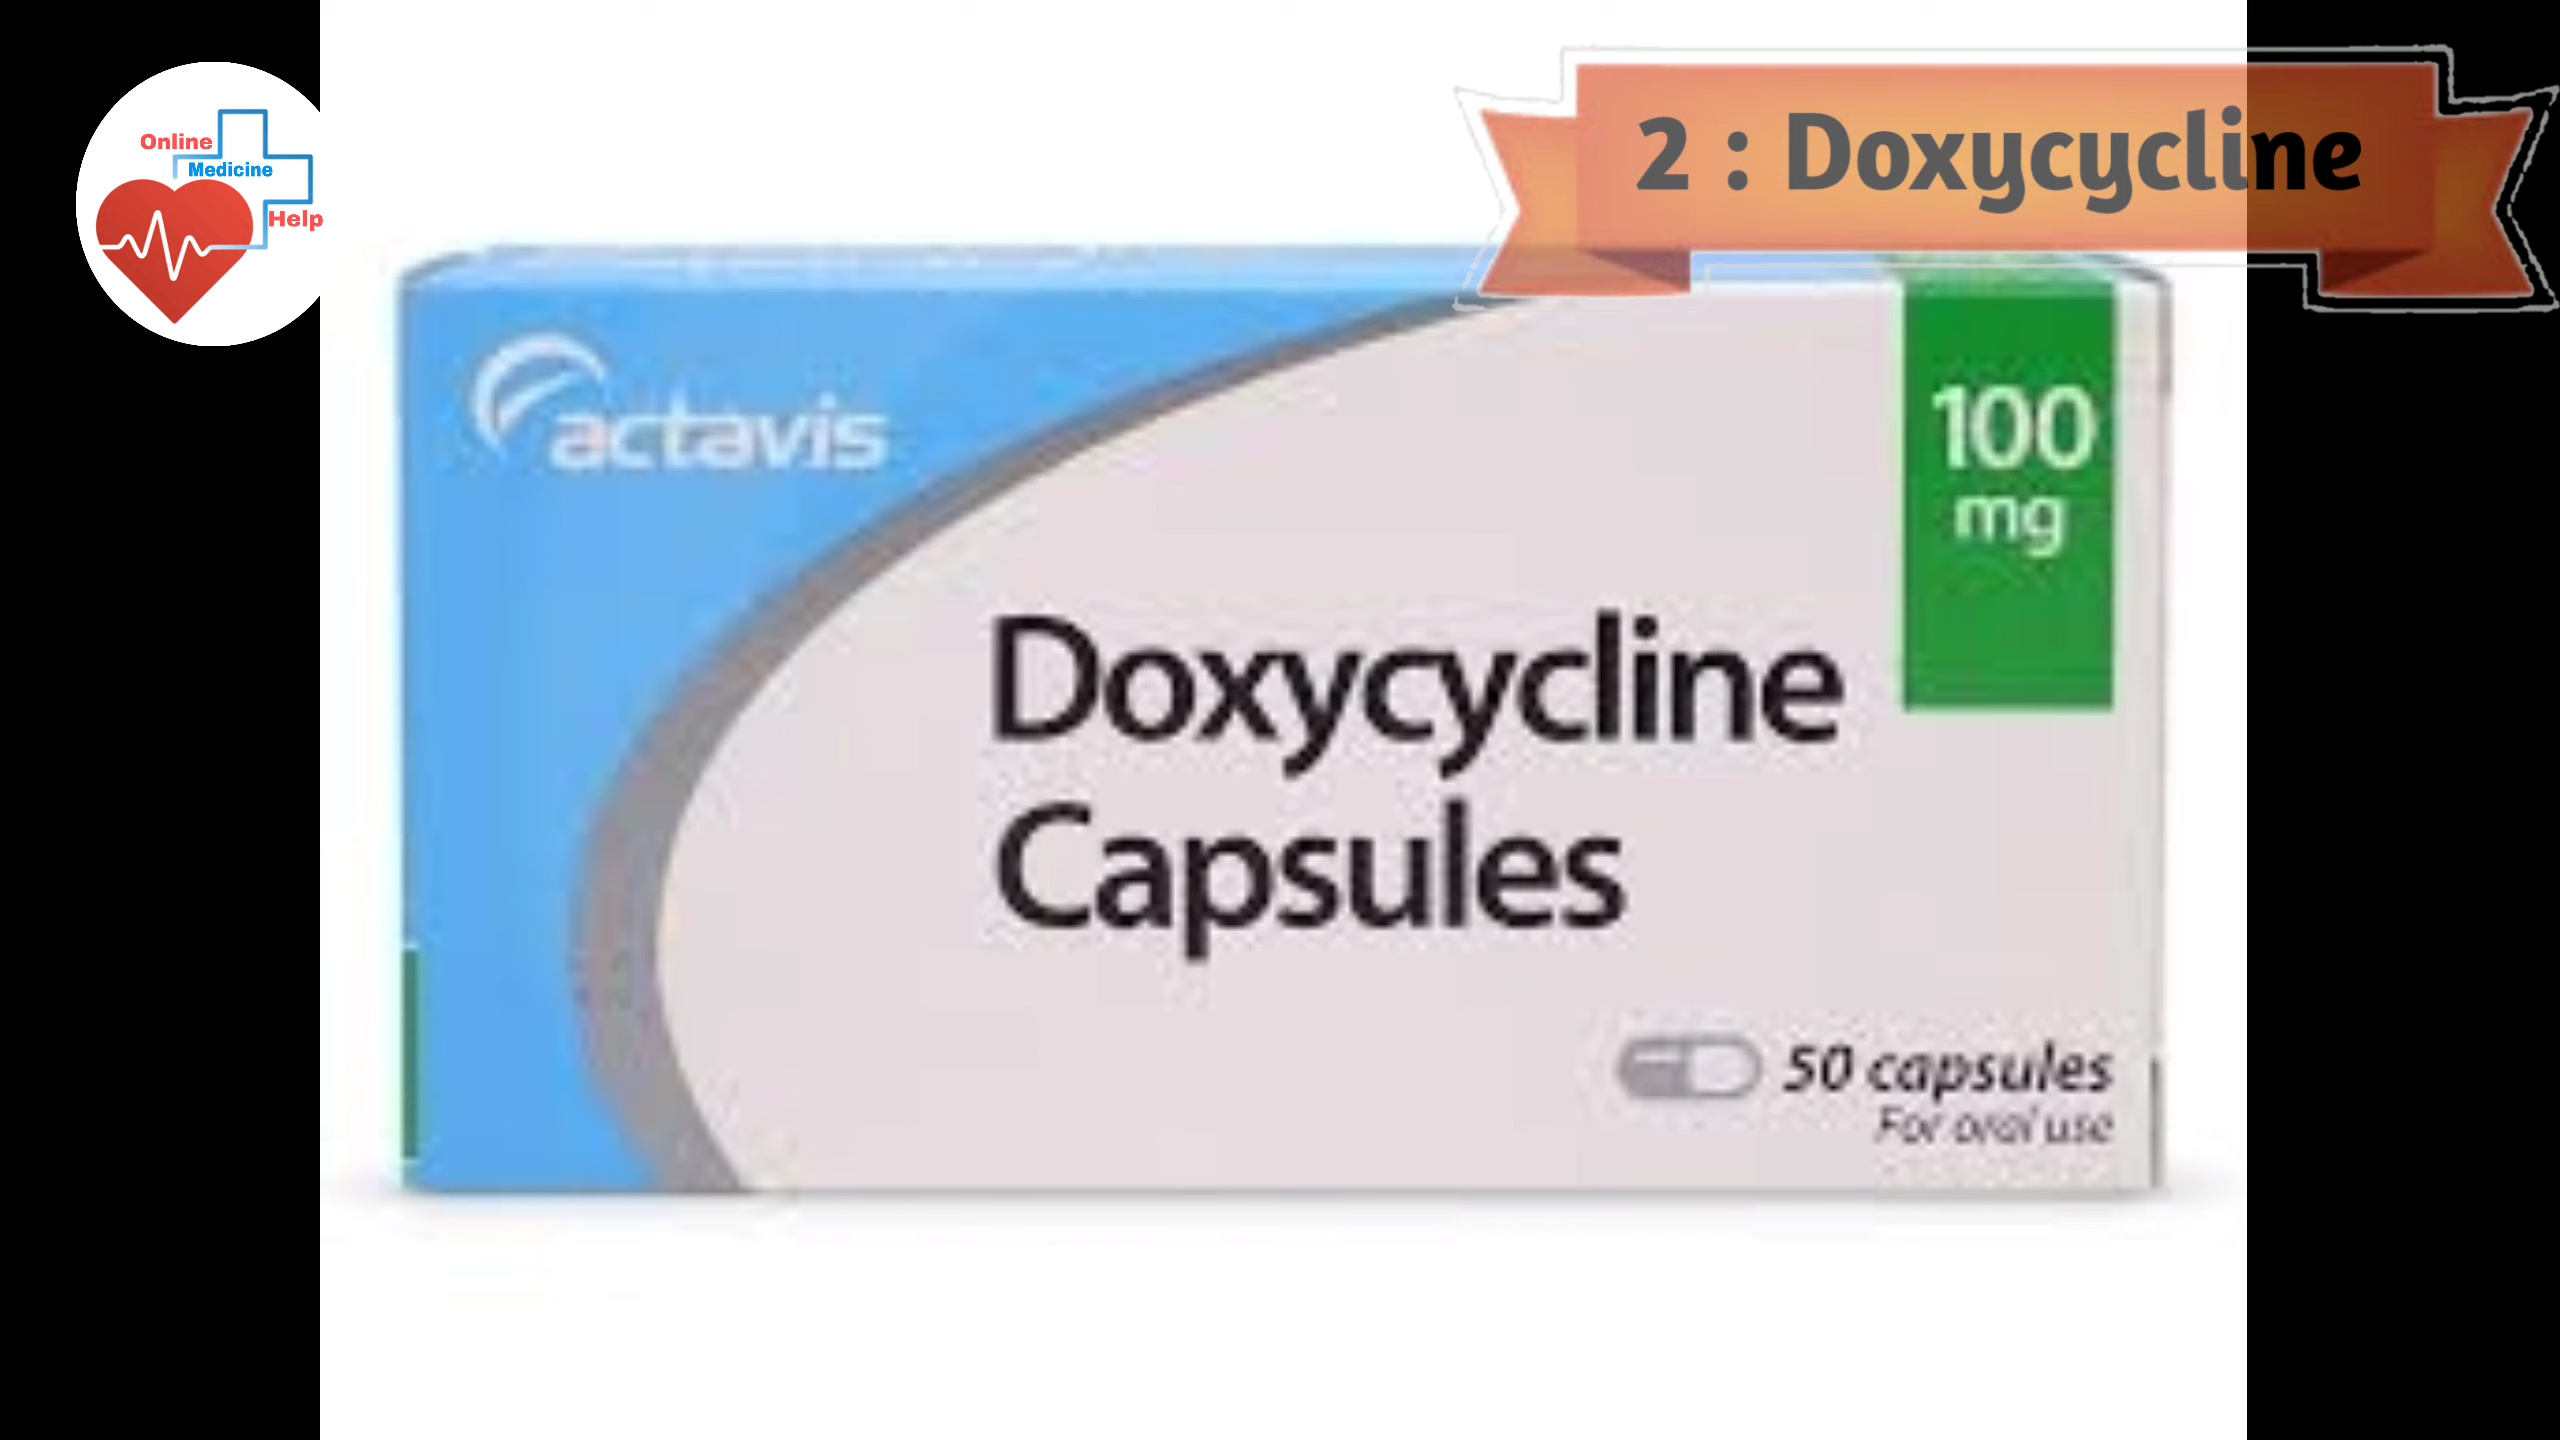 Online
Medicine
Help
2 : Doxycycline
actavis
100
mg
Doxycycline
Capsules
50 capsules
For oral use